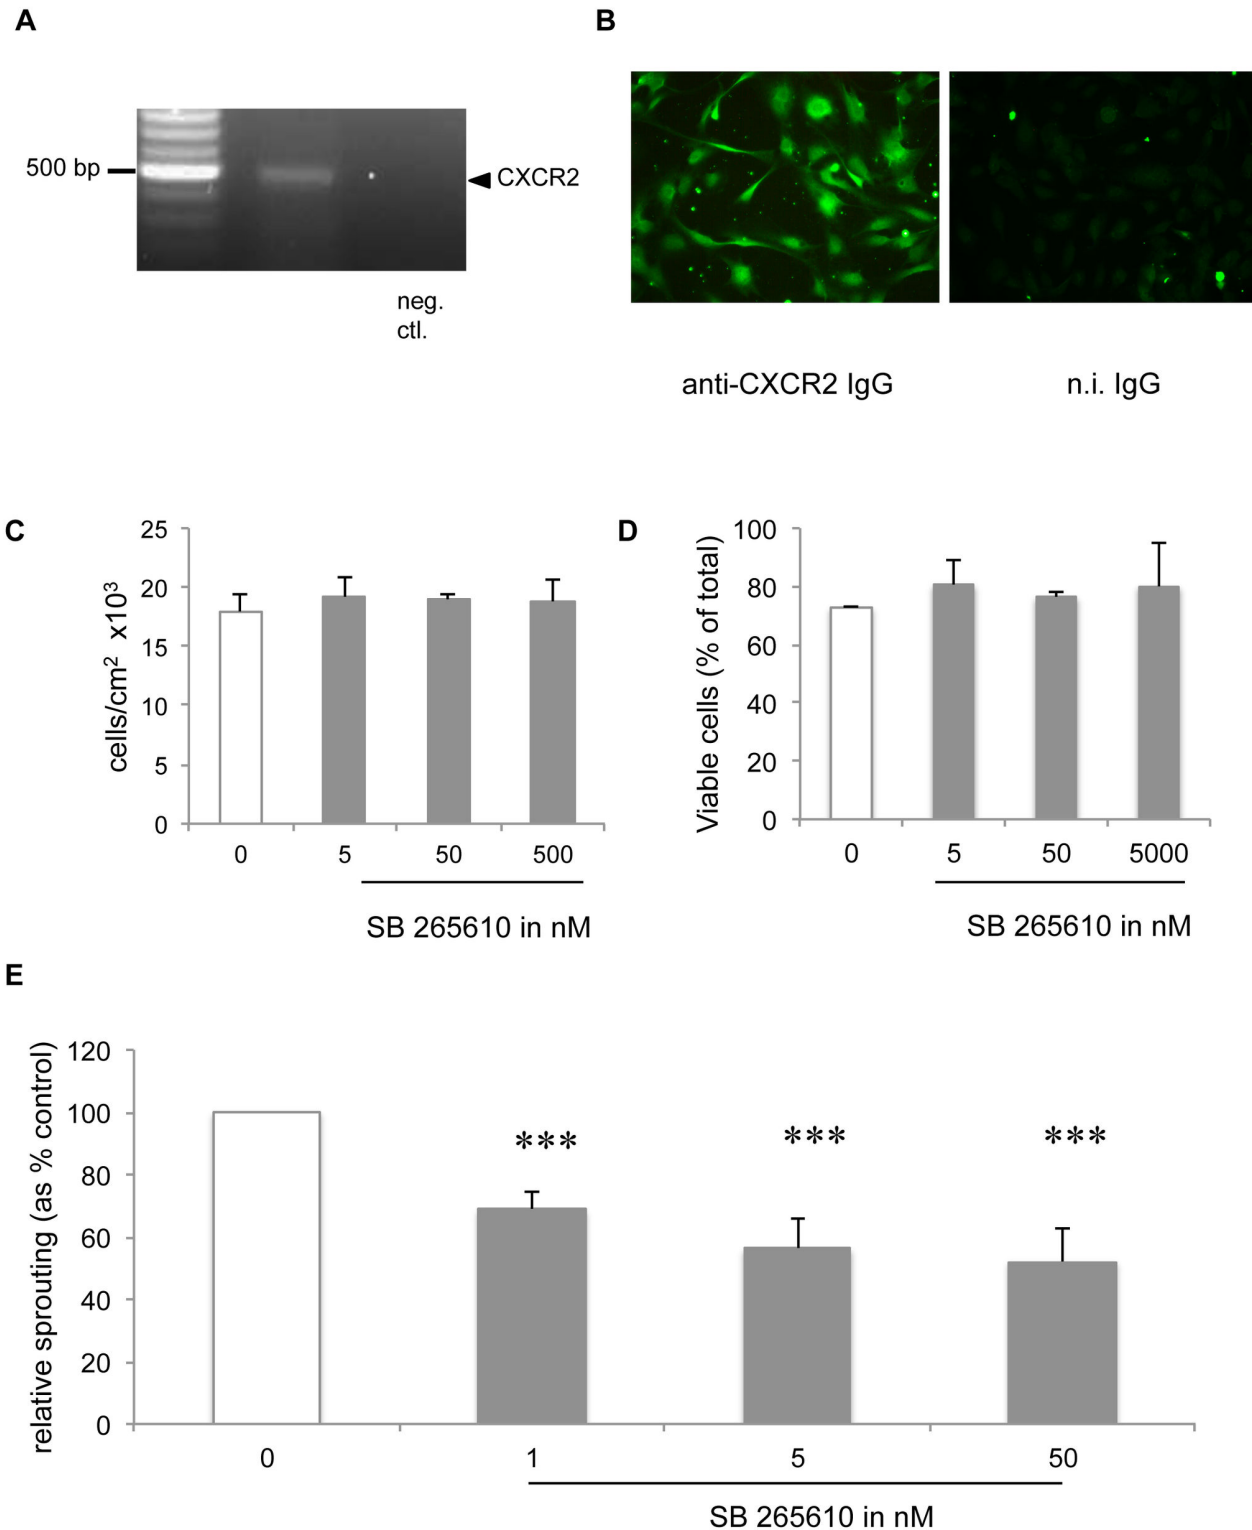 A
500 bp
CXCR2
neg.
ctl.
B
anti-CXCR2 IgG
n.i. IgG
C
cells/cm² x10³
25
20
15
10
5
0
0 5 50 500
SB 265610 in nM
D
Viable cells (% of total)
100
80
60
40
20
0
0 5 50 5000
SB 265610 in nM
E
relative sprouting (as % control)
120
100
80
60
40
20
0
*** *** ***
0 1 5 50
SB 265610 in nM